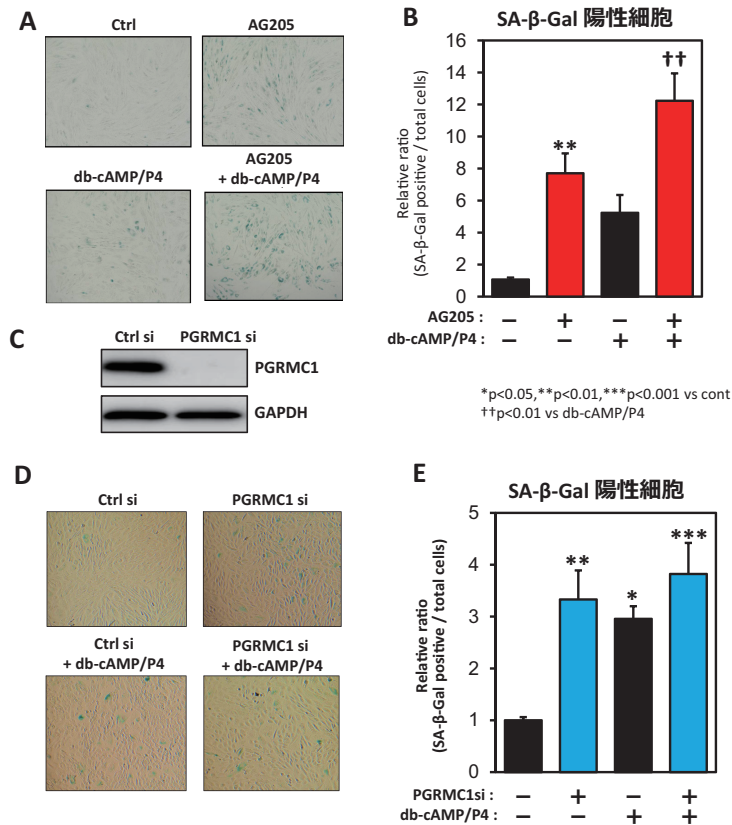 A
Ctrl
AG205
db-cAMP/P4
AG205
+ db-cAMP/P4
B
SA-β-Gal 陽性細胞
Relative ratio
(SA-β-Gal positive / total cells)
16
14
12
10
8
6
4
2
0
**
††
AG205 : − + − +
db-cAMP/P4 : − − + +
*p<0.05,**p<0.01,***p<0.001 vs cont
††p<0.01 vs db-cAMP/P4
C
Ctrl si PGRMC1 si
PGRMC1
GAPDH
D
Ctrl si
PGRMC1 si
Ctrl si
+ db-cAMP/P4
PGRMC1 si
+ db-cAMP/P4
E
SA-β-Gal 陽性細胞
Relative ratio
(SA-β-Gal positive / total cells)
5
4
3
2
1
0
**
*
***
PGRMC1si : − + − +
db-cAMP/P4 : − − + +